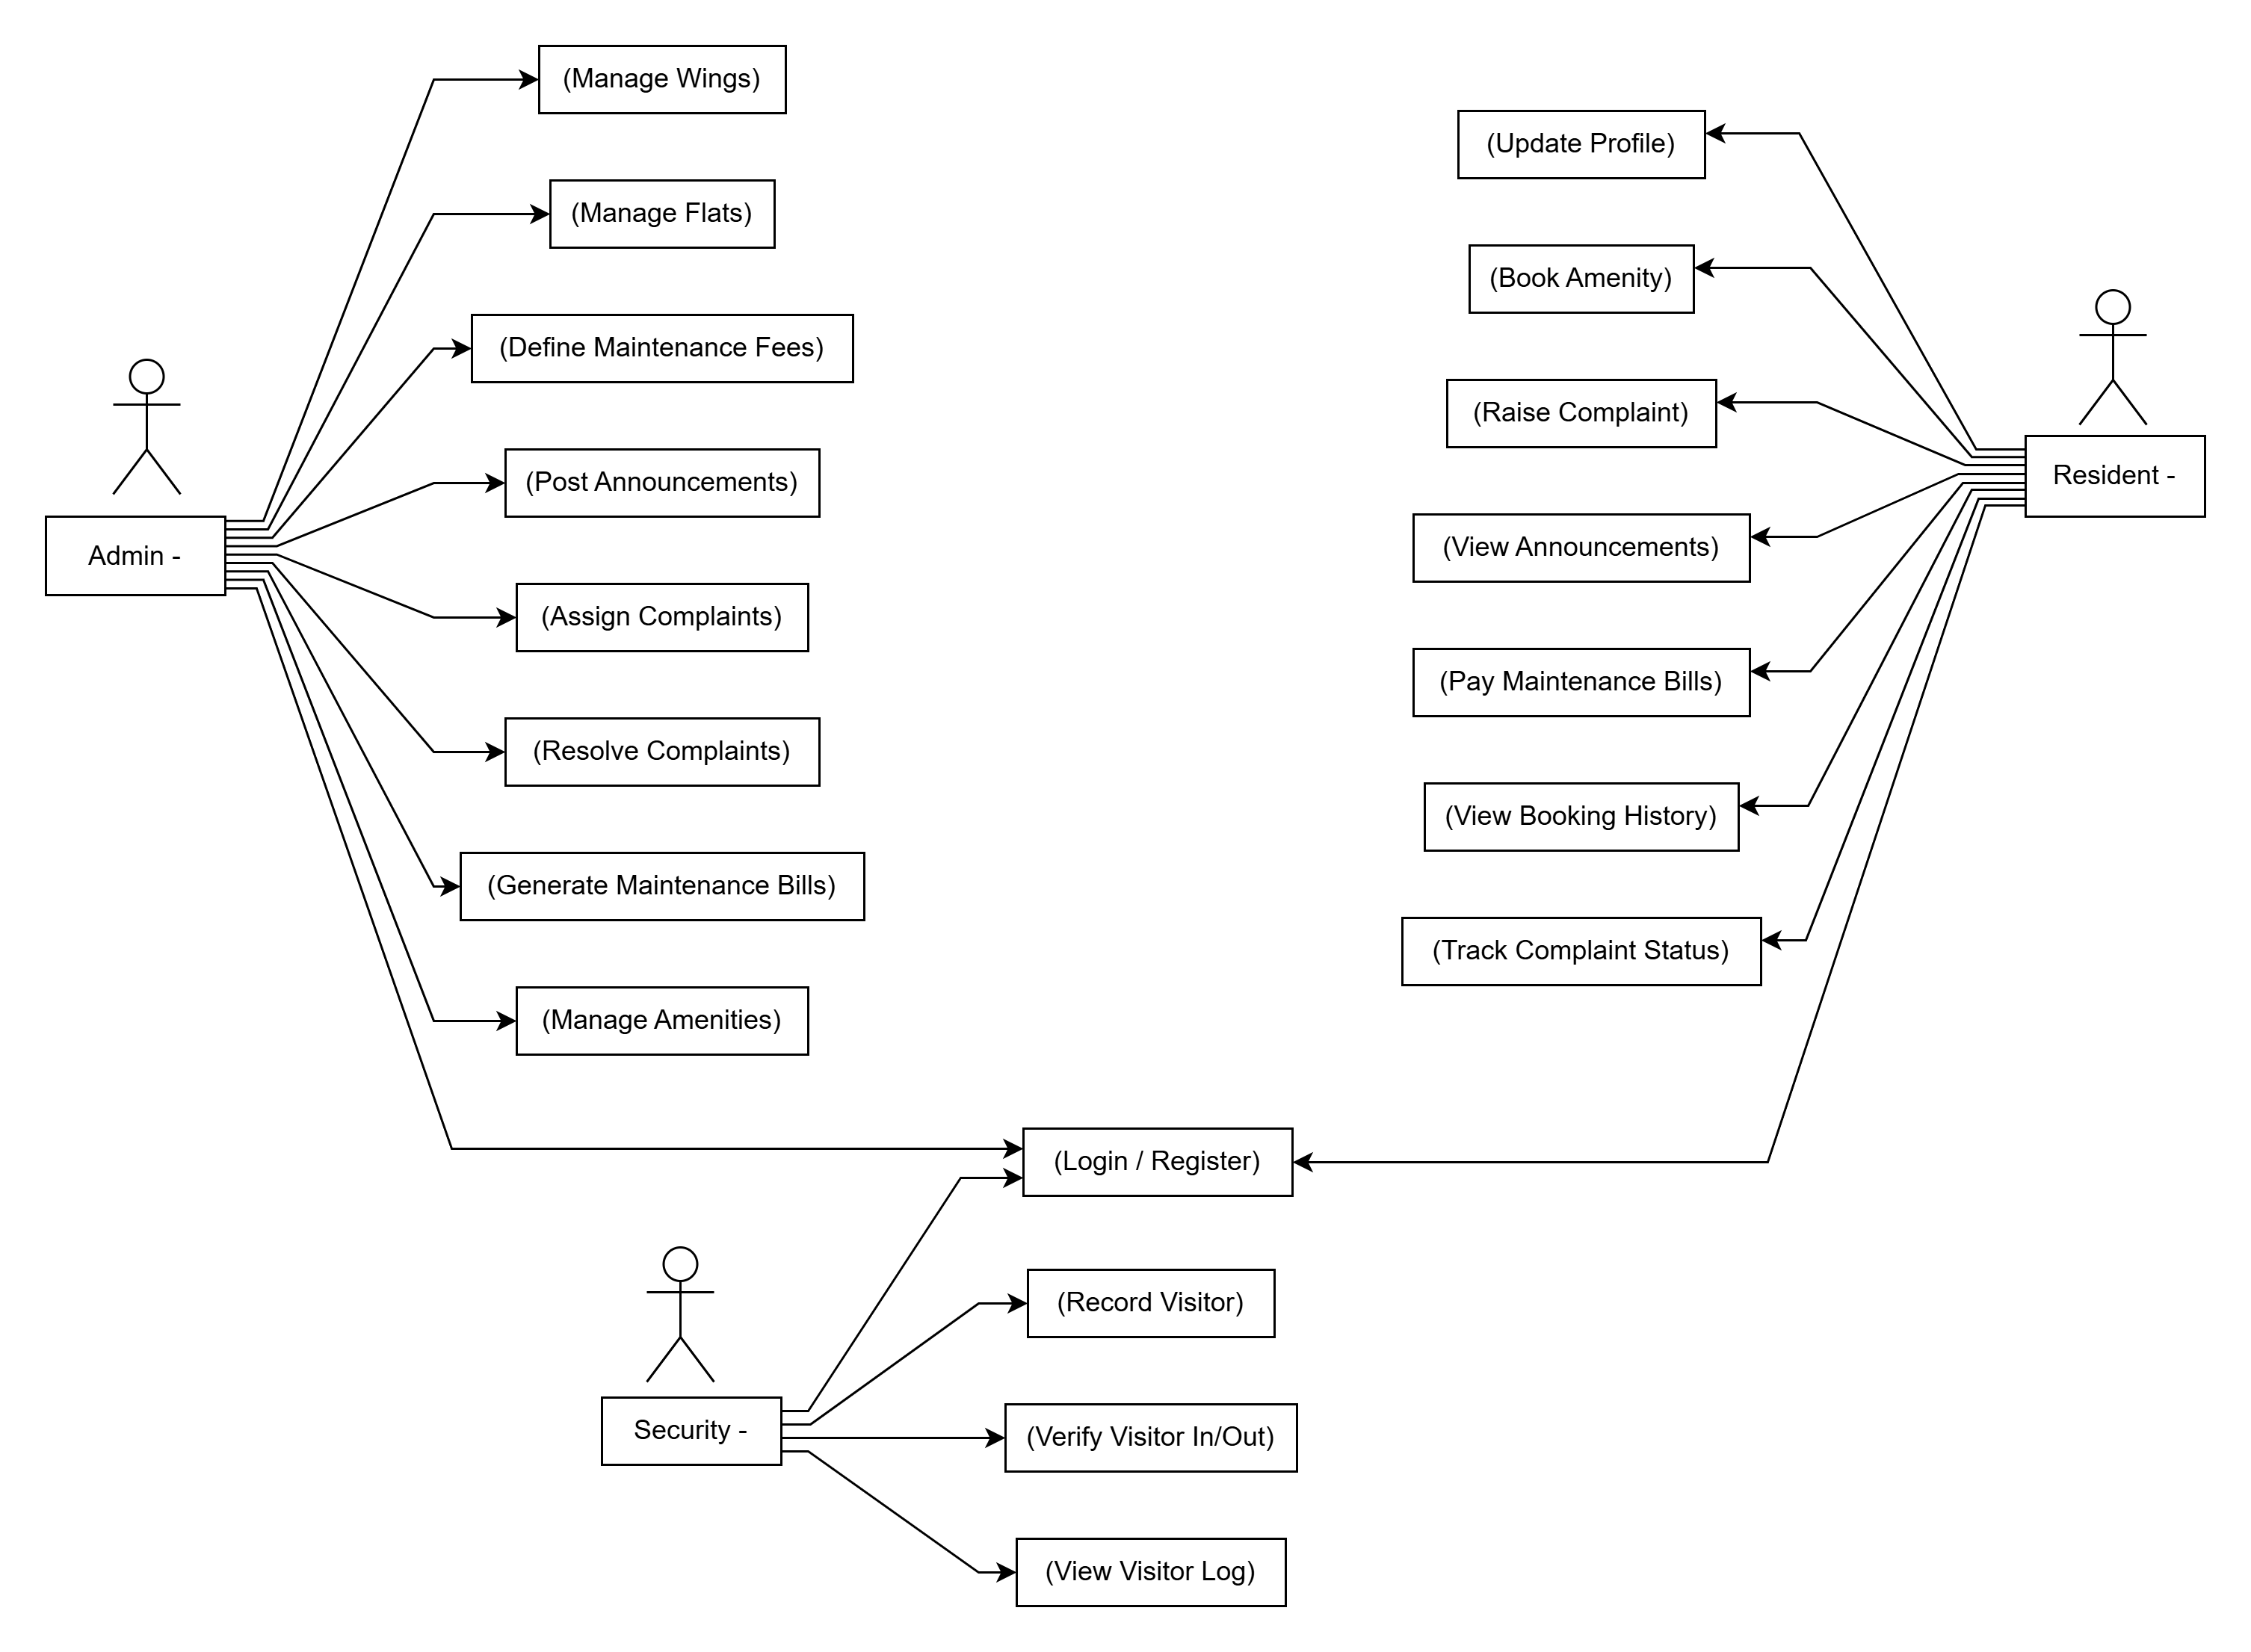 (Manage Wings)
(Manage Flats)
(Define Maintenance Fees)
(Post Announcements)
Admin -
(Assign Complaints)
(Resolve Complaints)
(Generate Maintenance Bills)
(Manage Amenities)
(Update Profile)
(Book Amenity)
(Raise Complaint)
Resident -
(View Announcements)
(Pay Maintenance Bills)
(View Booking History)
(Track Complaint Status)
(Login / Register)
(Record Visitor)
Security -
(Verify Visitor In/Out)
(View Visitor Log)